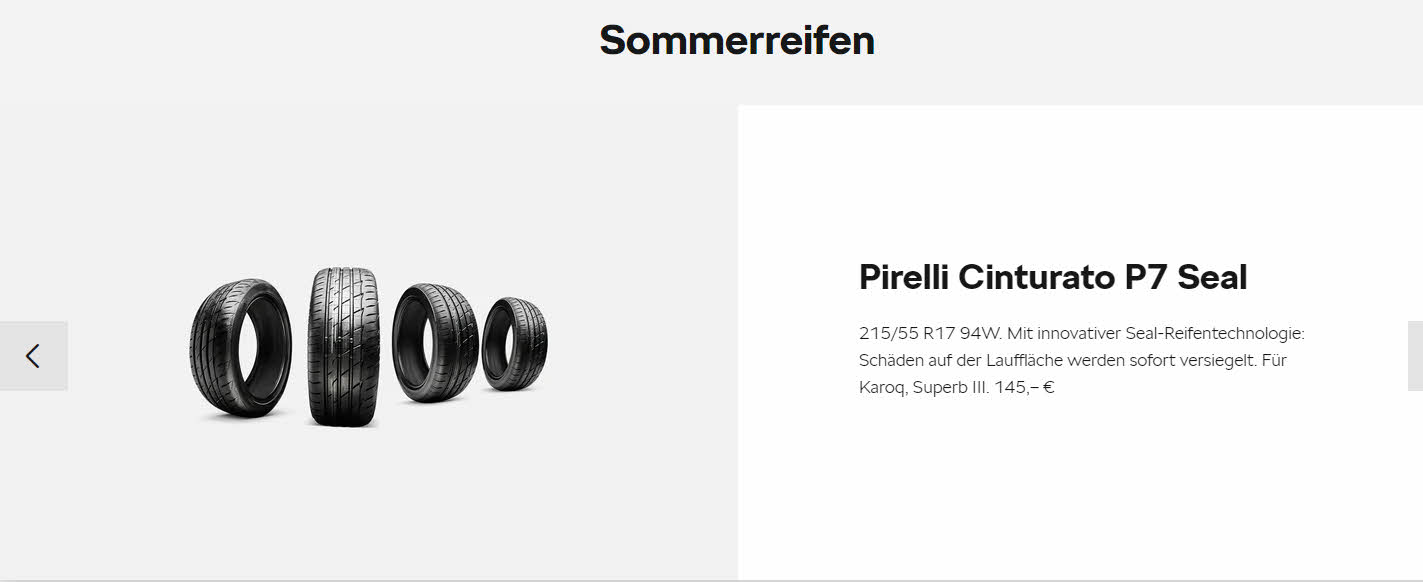 Sommerreifen
Pirelli Cinturato P7 Seal
215/55 R17 94W. Mit innovativer Seal-Reifentechnologie:
Schäden auf der Lauffläche werden sofort versiegelt. Für
Karoq, Superb III. 145,– €